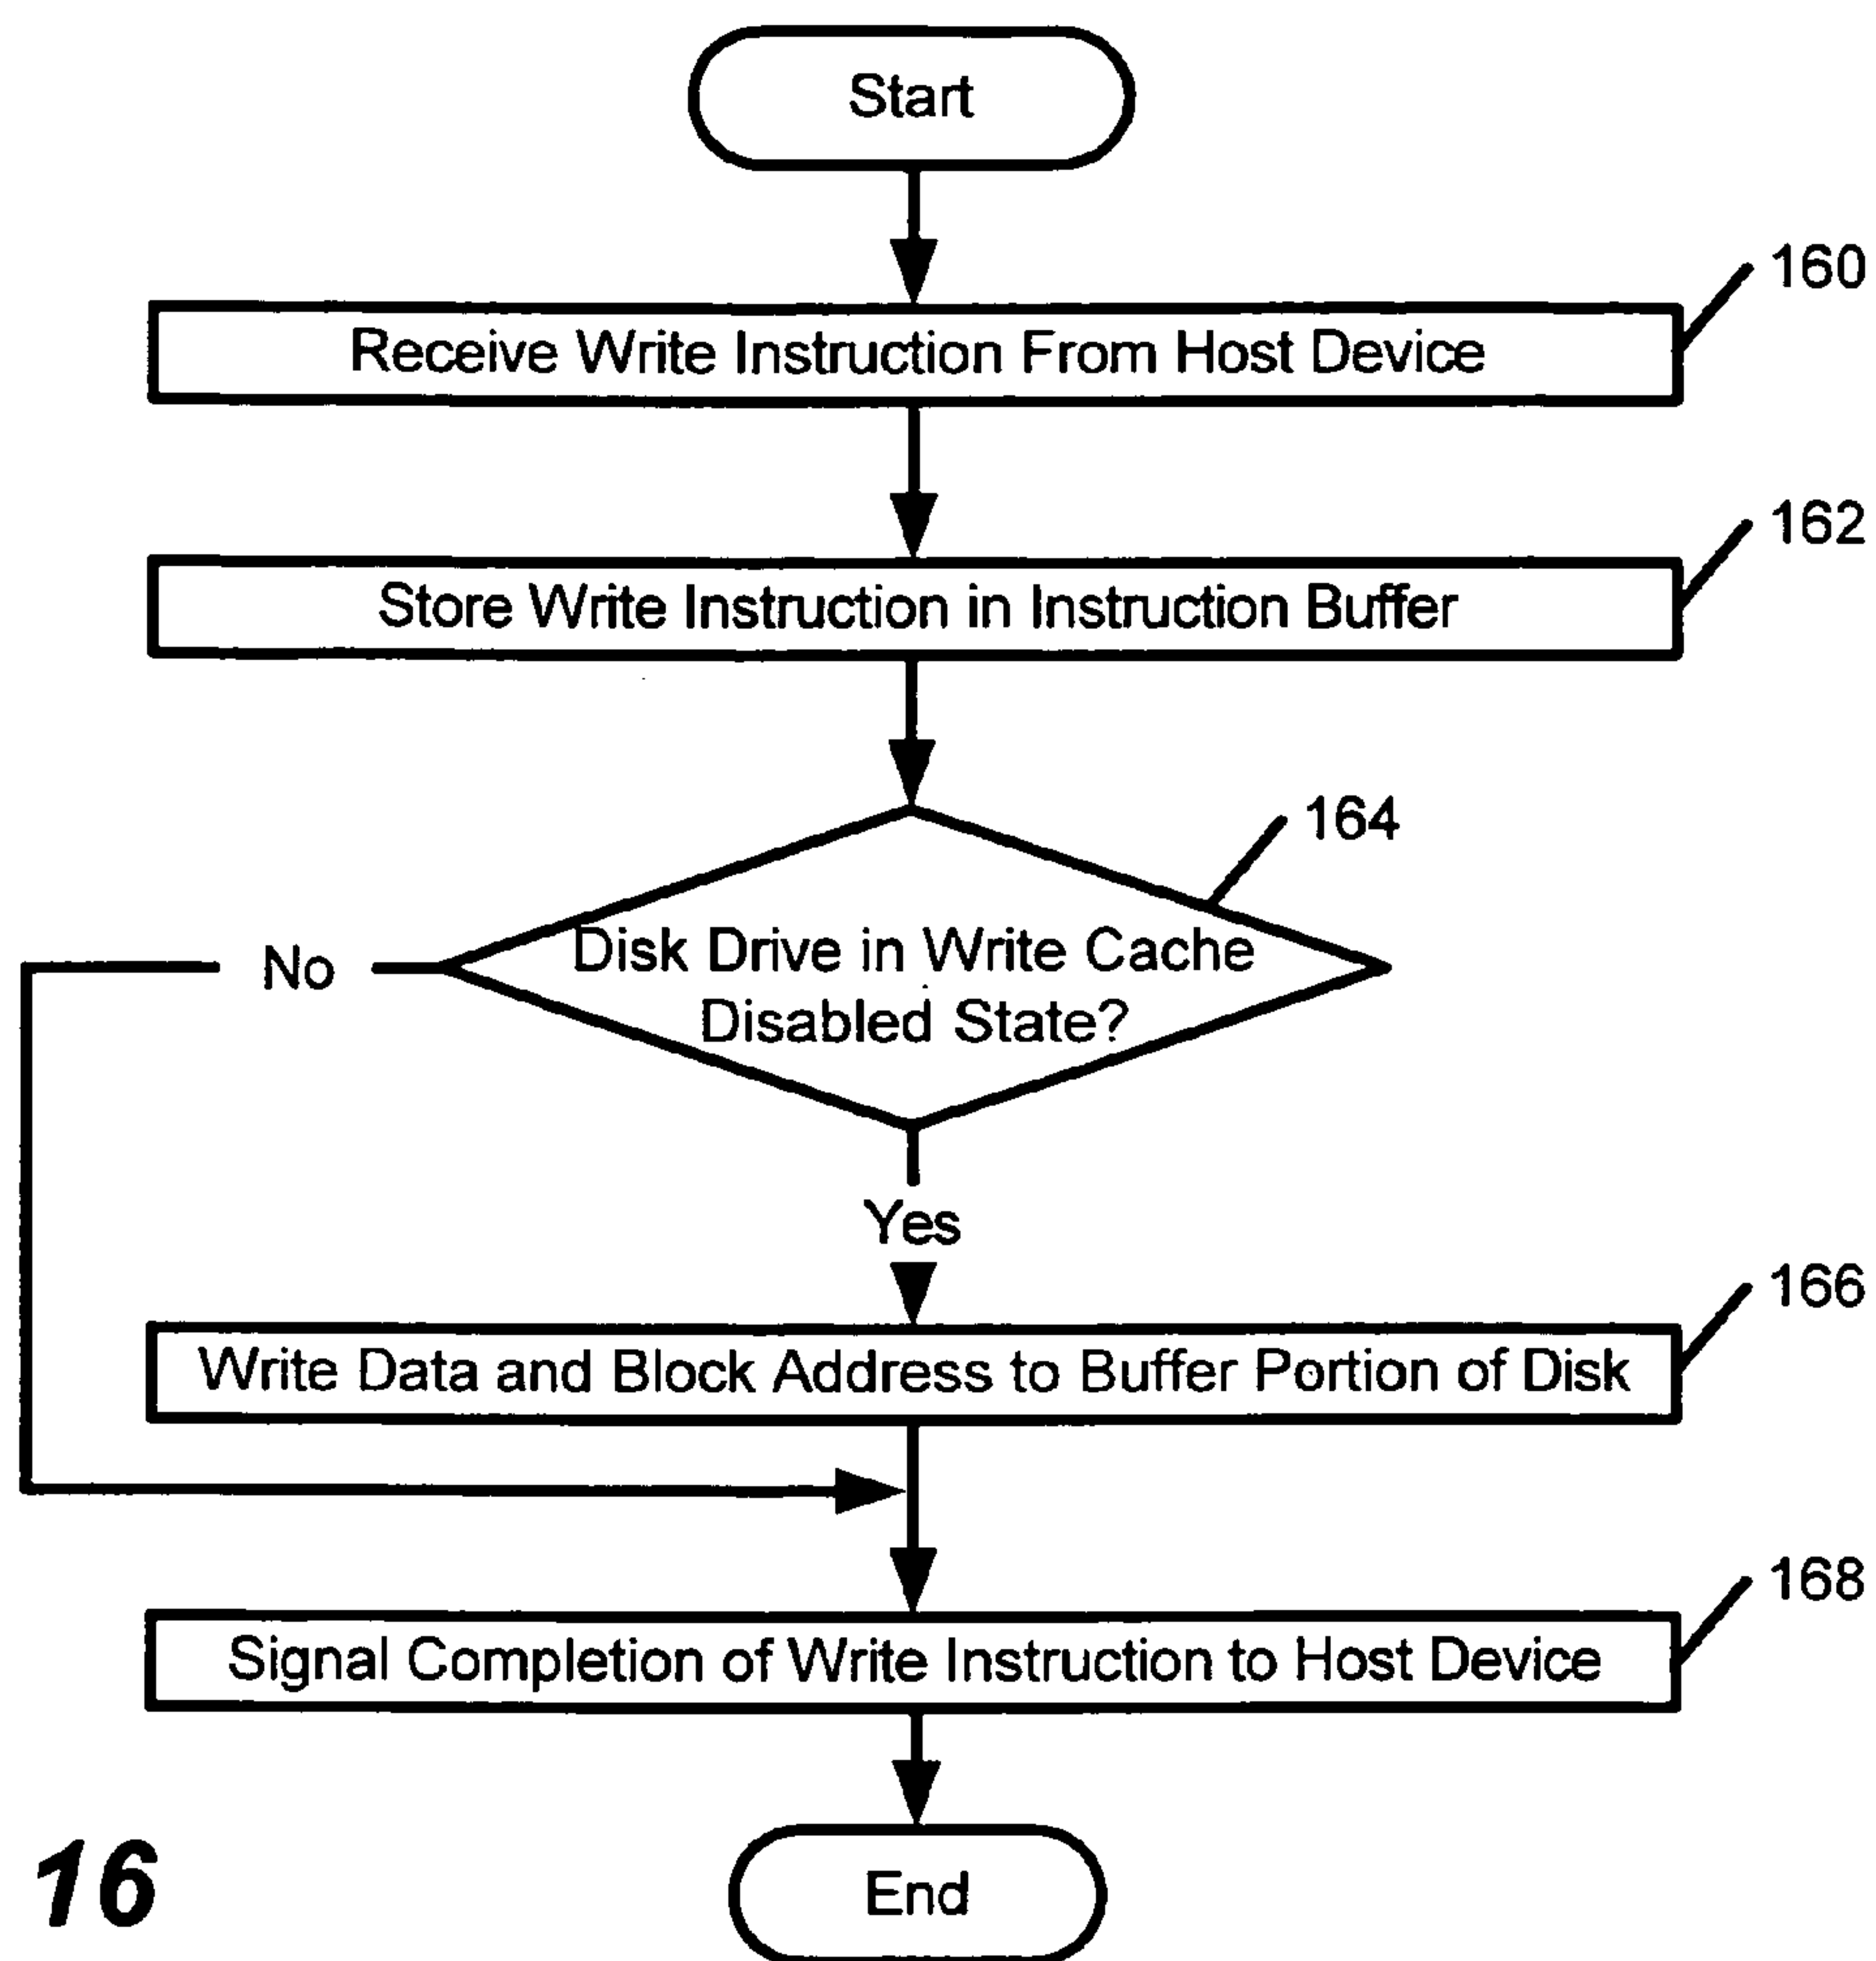 Start
160
Receive Write Instruction From Host Device
162
Store Write Instruction in Instruction Buffer
164
Disk Drive in Write Cache
Disabled State?
No
Yes
166
Write Data and Block Address to Buffer Portion of Disk
168
Signal Completion of Write Instruction to Host Device
End
16